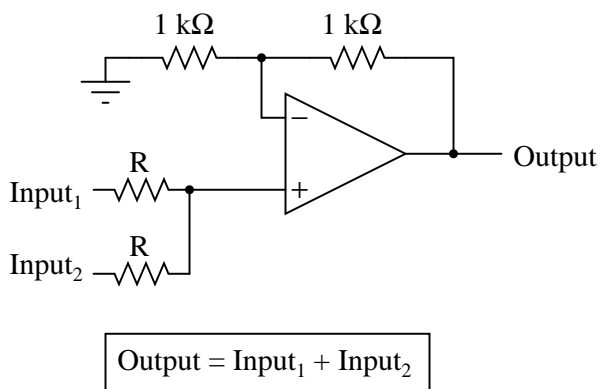 1 kΩ 1 kΩ
−
Output
R
Input₁
+
R
Input₂
Output = Input₁ + Input₂